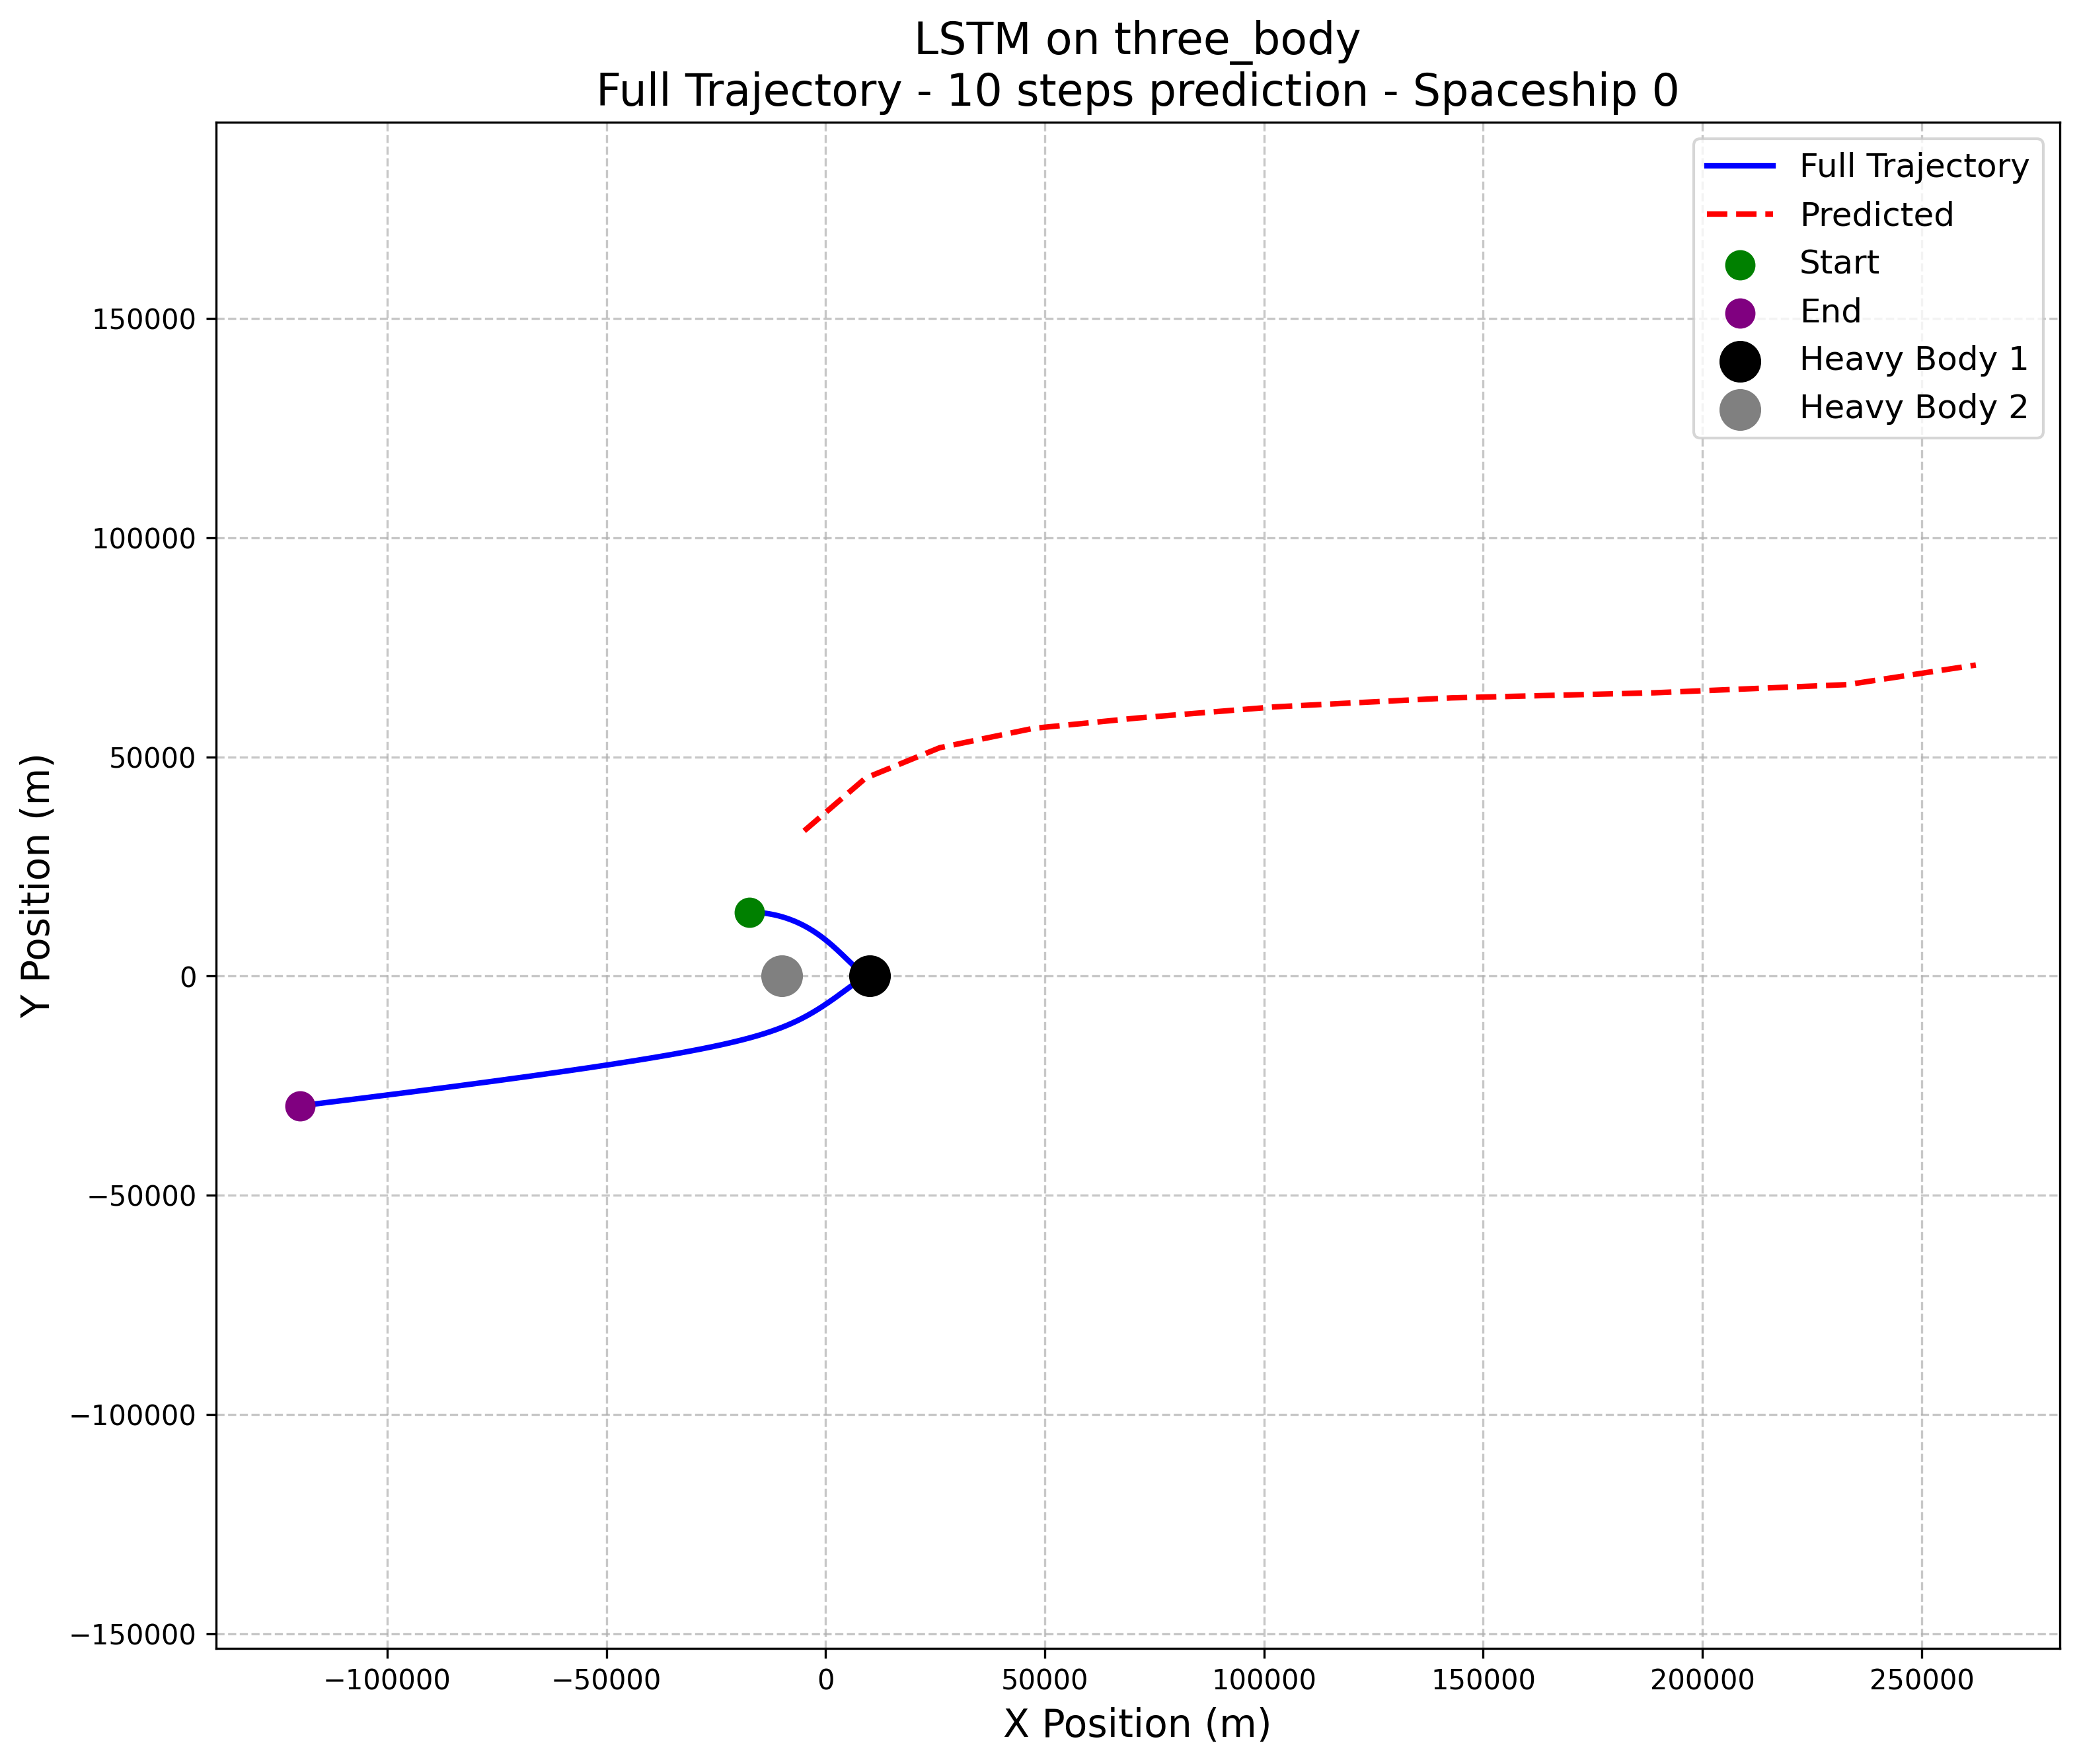 LSTM on three_body
Full Trajectory - 10 steps prediction - Spaceship 0
Full Trajectory
Predicted
Start
End
Heavy Body 1
Heavy Body 2
150000
100000
50000
0
−50000
−100000
−150000
Y Position (m)
−100000
−50000
0
50000
100000
150000
200000
250000
X Position (m)